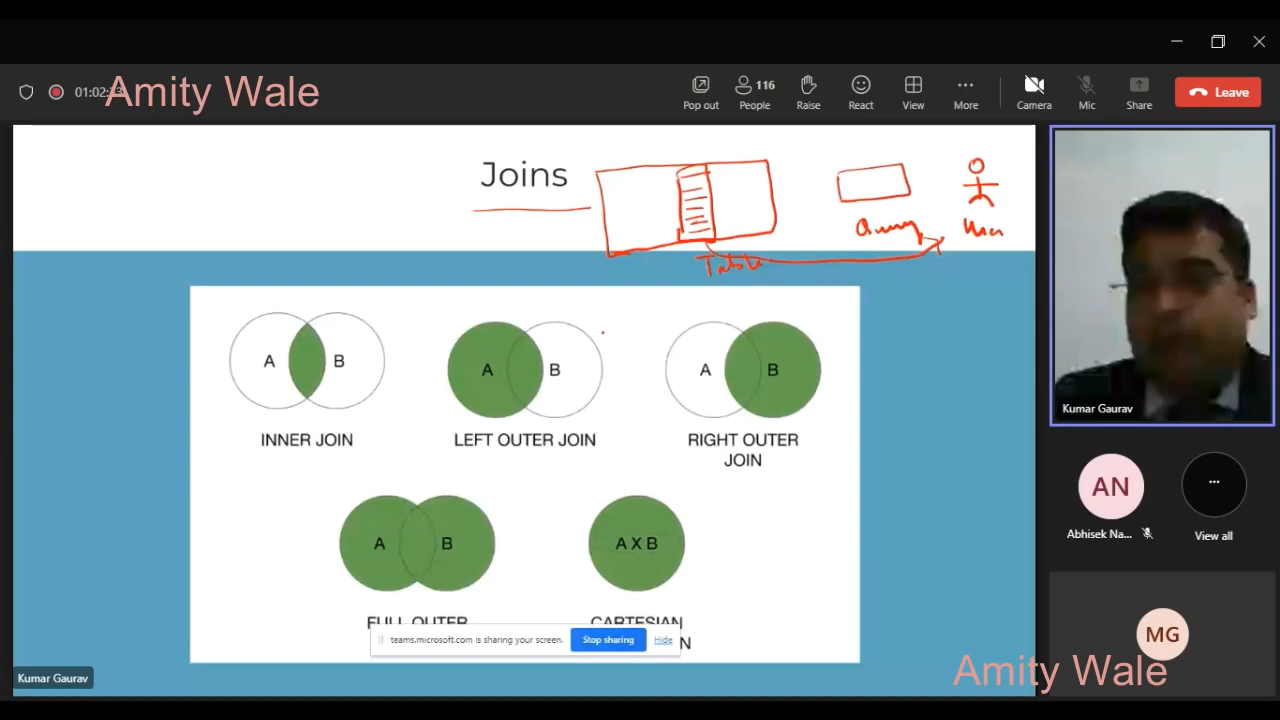 01:02:
Amity Wale
Pop out
116
People
Raise
React
View
More
Camera
Mic
Share
Leave
Joins
Table
Query
User
A B
INNER JOIN
A B
LEFT OUTER JOIN
A B
RIGHT OUTER
JOIN
A B
FULL OUTER
A X B
CARTESIAN
N
teams.microsoft.com is sharing your screen.
Stop sharing
Hide
Kumar Gaurav
Kumar Gaurav
AN
Abhisek Na...
...
View all
MG
Amity Wale